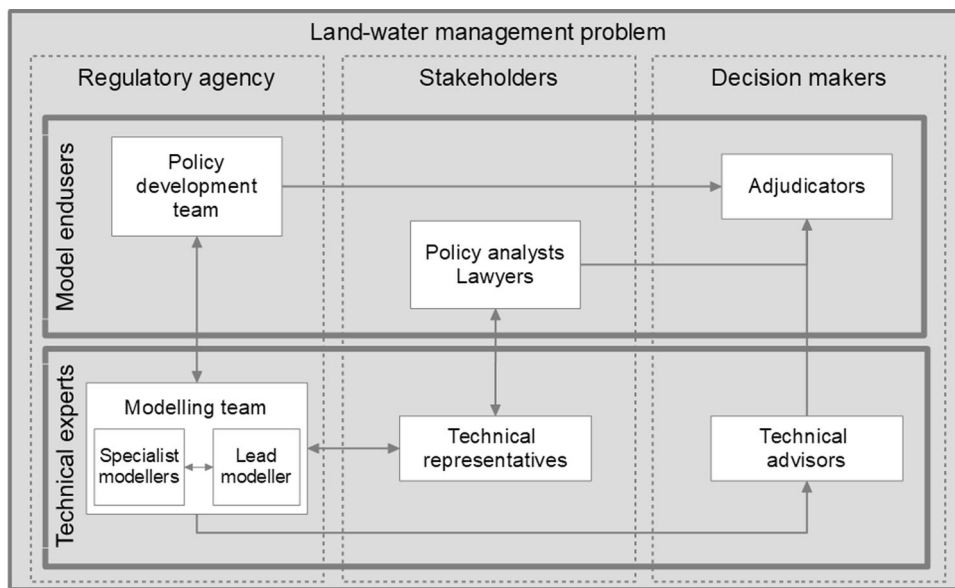 Land-water management problem
Regulatory agency
Stakeholders
Decision makers
Model endusers
Policy
development
team
Adjudicators
Policy analysts
Lawyers
Technical experts
Modelling team
Specialist
modellers
Lead
modeller
Technical
representatives
Technical
advisors